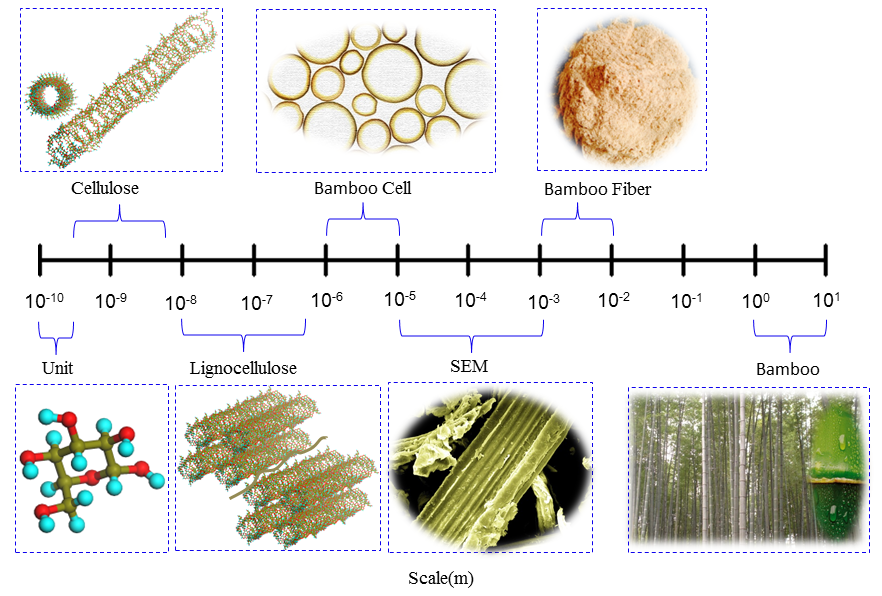 Cellulose
Bamboo Cell
Bamboo Fiber
10⁻¹⁰
10⁻⁹
10⁻⁸
10⁻⁷
10⁻⁶
10⁻⁵
10⁻⁴
10⁻³
10⁻²
10⁻¹
10⁰
10¹
Unit
Lignocellulose
SEM
Bamboo
Scale(m)